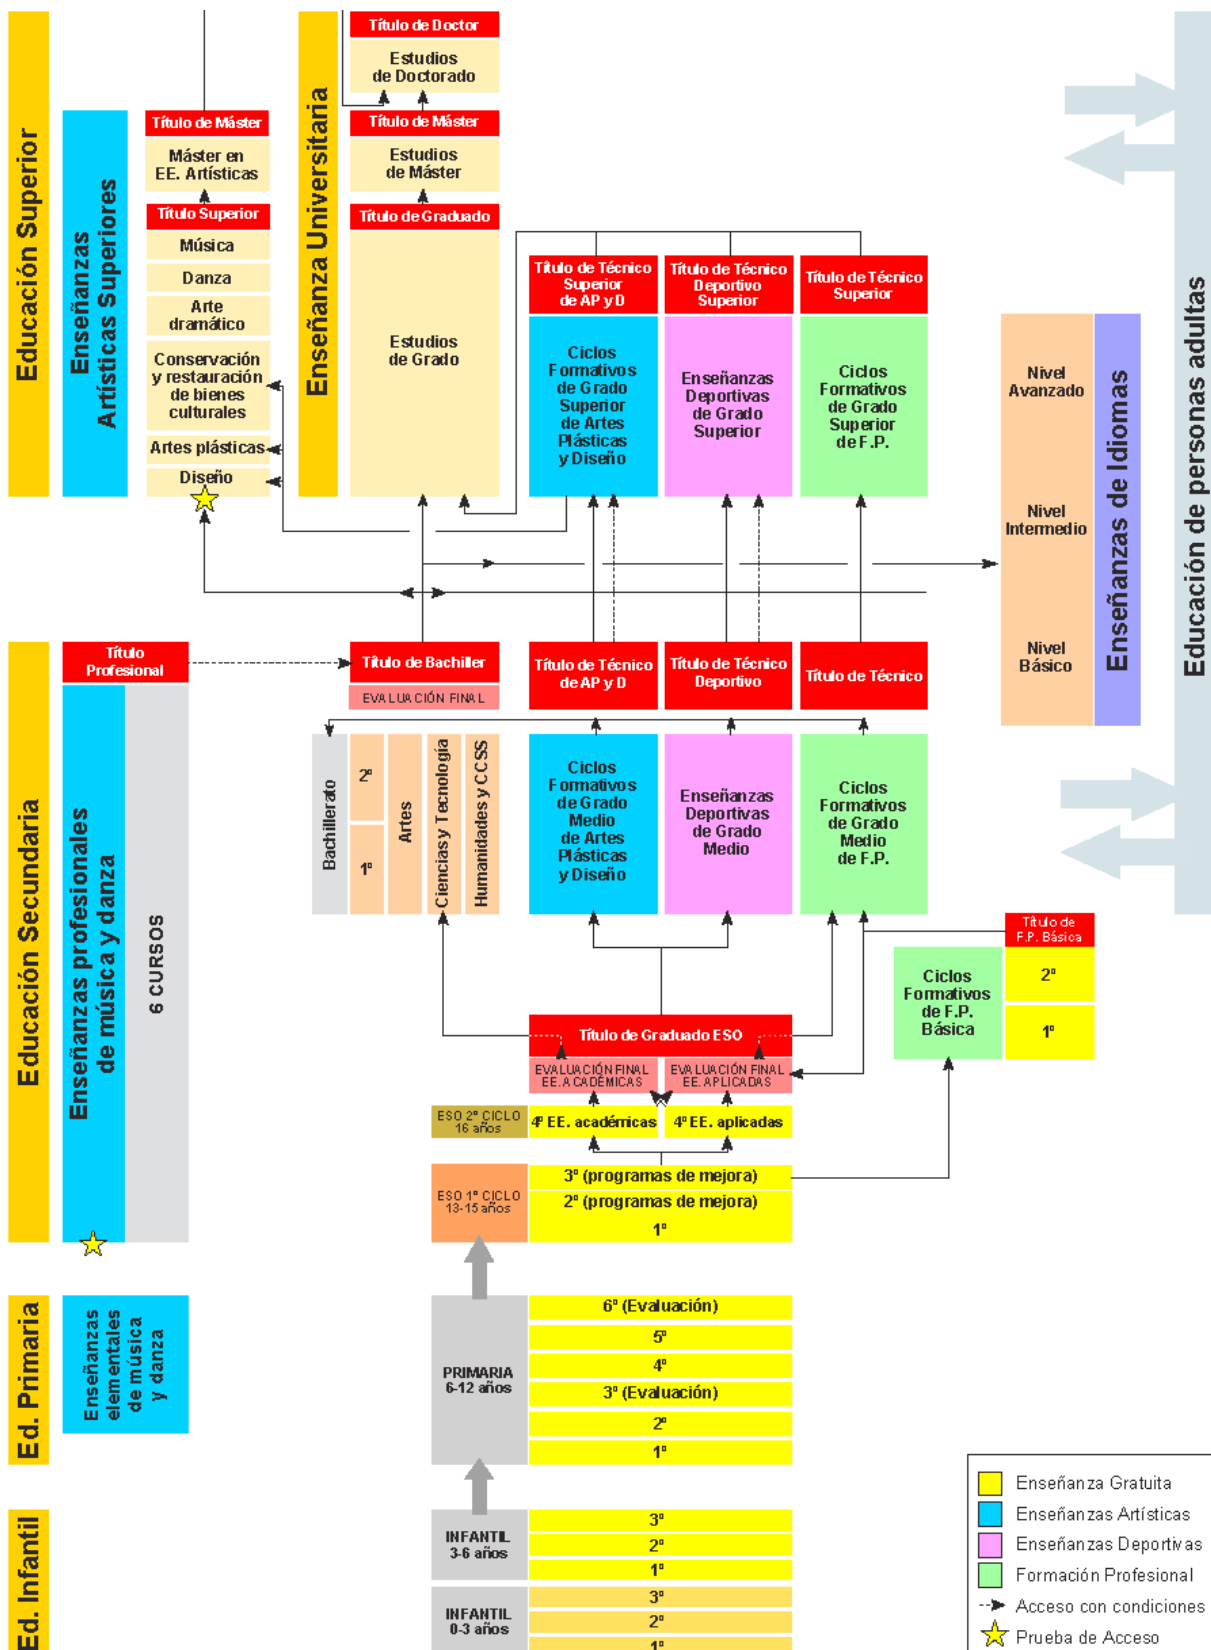 Educación Superior
Enseñanzas
Artísticas Superiores
Título de Máster
Máster en
EE. Artísticas
Título Superior
Música
Danza
Arte
dramático
Conservación
y restauración
de bienes
culturales
Artes plásticas
Diseño
Enseñanza Universitaria
Título de Doctor
Estudios
de Doctorado
Título de Máster
Estudios
de Máster
Título de Graduado
Estudios
de Grado
Título de Técnico
Superior
de AP y D
Ciclos
Formativos
de Grado
Superior
de Artes
Plásticas
y Diseño
Título de Técnico
Deportivo
Superior
Enseñanzas
Deportivas
de Grado
Superior
Título de Técnico
Superior
Ciclos
Formativos
de Grado
Superior
de F.P.
Nivel
Avanzado
Nivel
Intermedio
Nivel
Básico
Enseñanzas de Idiomas
Educación de personas adultas
Educación Secundaria
Título
Profesional
Enseñanzas profesionales
de música y danza
6 CURSOS
Título de Bachiller
EVALUACIÓN FINAL
Bachillerato
2º
1º
Artes
Ciencias y Tecnología
Humanidades y CCSS
Título de Técnico
de AP y D
Ciclos
Formativos
de Grado
Medio
de Artes
Plásticas
y Diseño
Título de Técnico
Deportivo
Enseñanzas
Deportivas
de Grado
Medio
Título de Técnico
Ciclos
Formativos
de Grado
Medio
de F.P.
Título de
F.P. Básica
Ciclos
Formativos
de F.P.
Básica
2º
1º
Título de Graduado ESO
EVALUACIÓN FINAL
EE. ACADÉMICAS
EVALUACIÓN FINAL
EE. APLICADAS
ESO 2º CICLO
16 años
4º EE. académicas
4º EE. aplicadas
ESO 1º CICLO
13-15 años
3º (programas de mejora)
2º (programas de mejora)
1º
Ed. Primaria
Enseñanzas
elementales
de música
y danza
PRIMARIA
6-12 años
6º (Evaluación)
5º
4º
3º (Evaluación)
2º
1º
Ed. Infantil
INFANTIL
3-6 años
3º
2º
1º
INFANTIL
0-3 años
3º
2º
1º
Enseñanza Gratuita
Enseñanzas Artísticas
Enseñanzas Deportivas
Formación Profesional
Acceso con condiciones
Prueba de Acceso